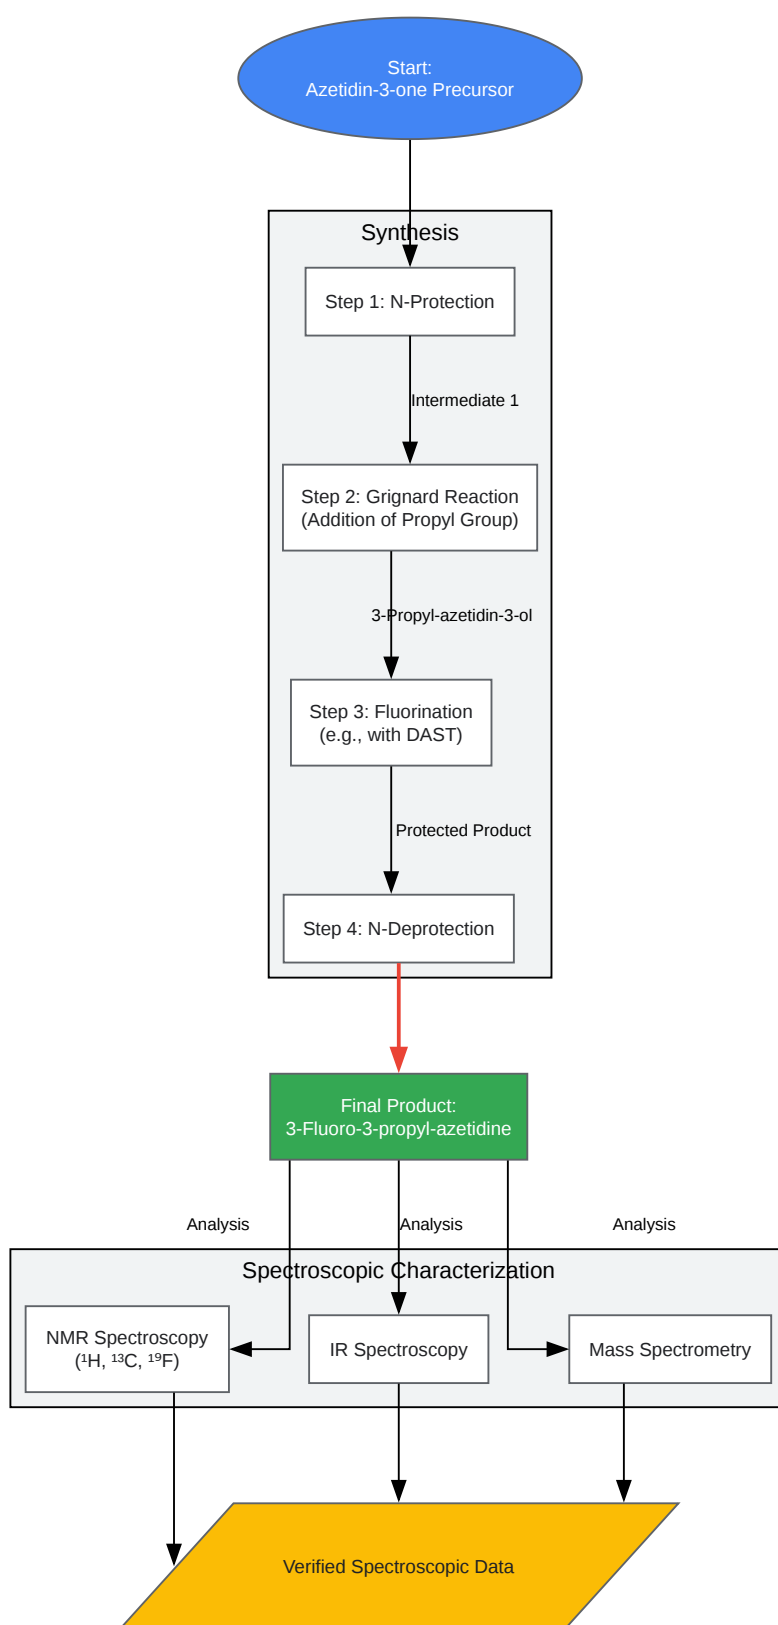 Start:
Azetidin-3-one Precursor
Synthesis
Step 1: N-Protection
Intermediate 1
Step 2: Grignard Reaction
(Addition of Propyl Group)
3-Propyl-azetidin-3-ol
Step 3: Fluorination
(e.g., with DAST)
Protected Product
Step 4: N-Deprotection
Final Product:
3-Fluoro-3-propyl-azetidine
Analysis
Analysis
Analysis
Spectroscopic Characterization
NMR Spectroscopy
(¹H, ¹³C, ¹⁹F)
IR Spectroscopy
Mass Spectrometry
Verified Spectroscopic Data